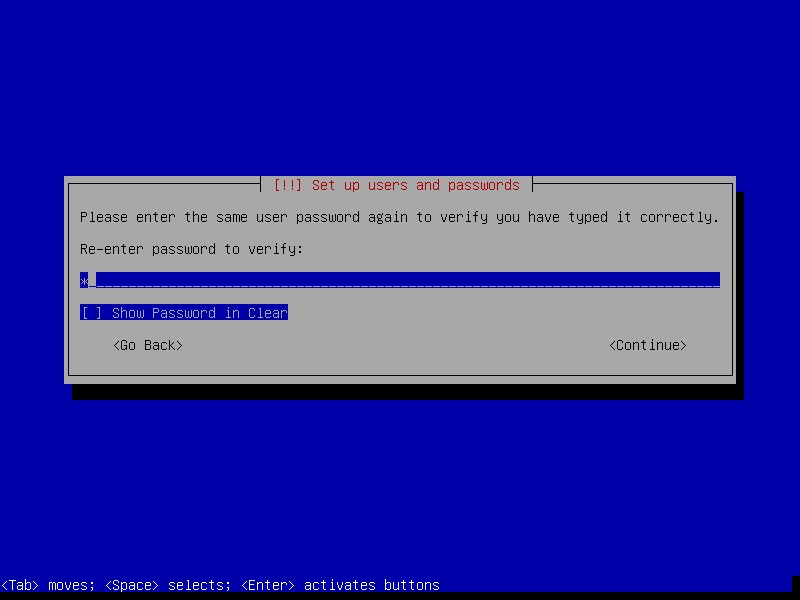 [!!] Set up users and passwords
Please enter the same user password again to verify you have typed it correctly.
Re-enter password to verify:
*
[ ] Show Password in Clear
<Go Back> <Continue>
<Tab> moves; <Space> selects; <Enter> activates buttons